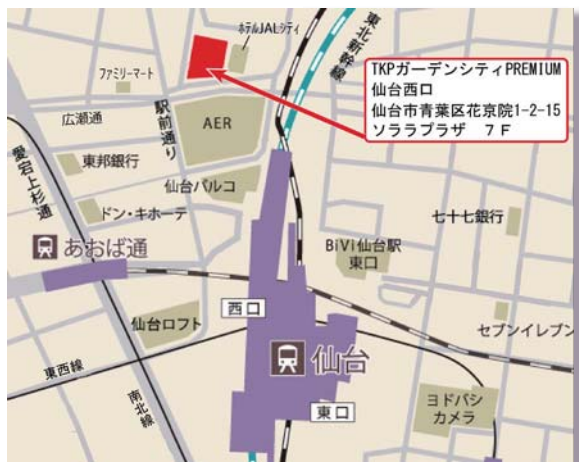 ホテルJALシティ
東北新幹線
TKPガーデンシティPREMIUM
仙台西口
仙台市青葉区花京院1-2-15
ソララプラザ 7F
ファミリーマート
駅前通り
広瀬通
AER
愛宕上杉通
東邦銀行
仙台パルコ
ドン・キホーテ
七十七銀行
あおば通
BiVi仙台駅
東口
西口
仙台ロフト
セブンイレブン
仙台
東西線
南北線
東口
ヨドバシ
カメラ